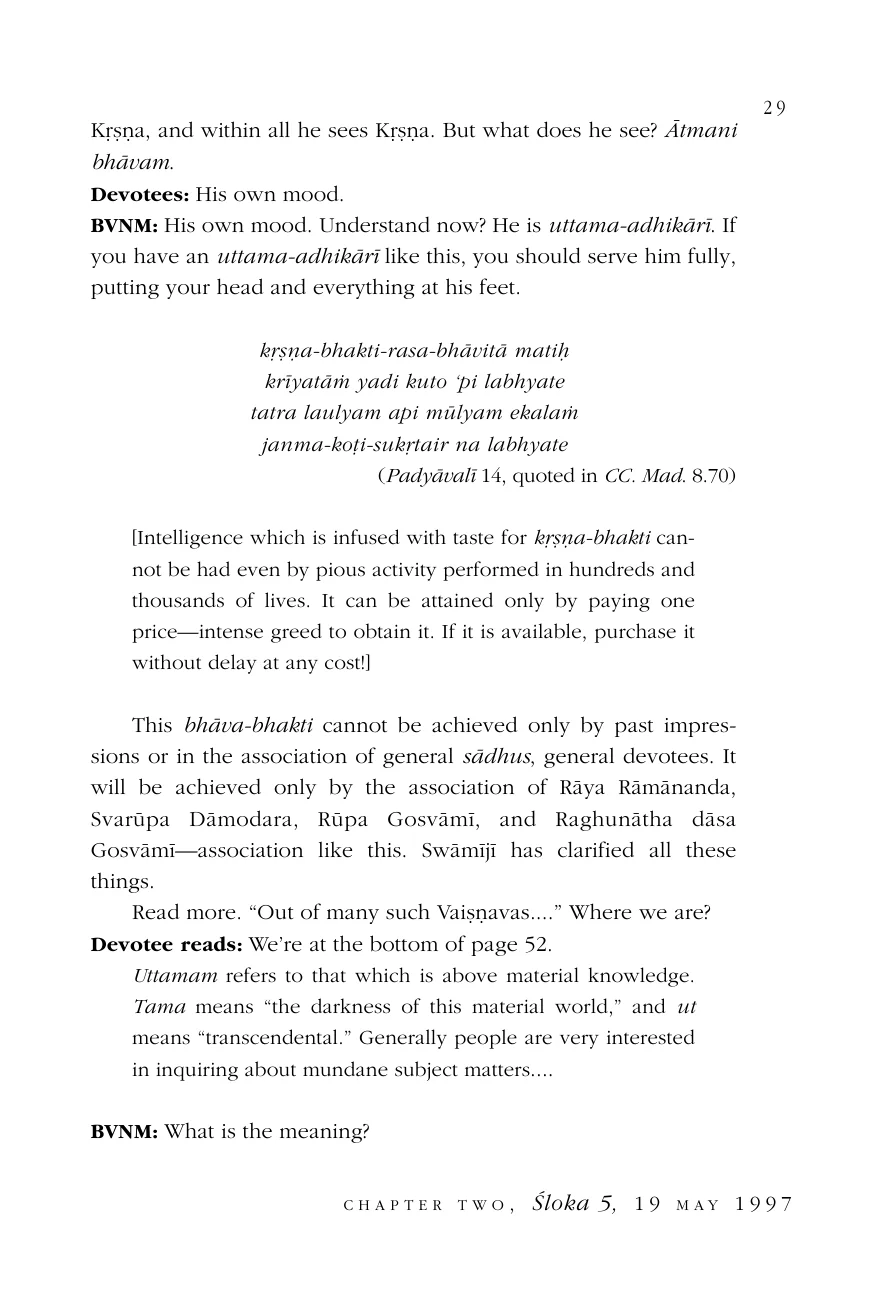 29
Kṛṣṇa, and within all he sees Kṛṣṇa. But what does he see? Ātmani
bhāvam.
Devotees: His own mood.
BVNM: His own mood. Understand now? He is uttama-adhikārī. If
you have an uttama-adhikārī like this, you should serve him fully,
putting your head and everything at his feet.
kṛṣṇa-bhakti-rasa-bhāvitā matiḥ
krīyatāṁ yadi kuto ‘pi labhyate
tatra laulyam api mūlyam ekalaṁ
janma-koṭi-sukṛtair na labhyate
(Padyāvalī 14, quoted in CC. Mad. 8.70)
[Intelligence which is infused with taste for kṛṣṇa-bhakti can-
not be had even by pious activity performed in hundreds and
thousands of lives. It can be attained only by paying one
price—intense greed to obtain it. If it is available, purchase it
without delay at any cost!]
This bhāva-bhakti cannot be achieved only by past impres-
sions or in the association of general sādhus, general devotees. It
will be achieved only by the association of Rāya Rāmānanda,
Svarūpa Dāmodara, Rūpa Gosvāmī, and Raghunātha dāsa
Gosvāmī—association like this. Swāmījī has clarified all these
things.
Read more. “Out of many such Vaiṣṇavas....” Where we are?
Devotee reads: We’re at the bottom of page 52.
Uttamam refers to that which is above material knowledge.
Tama means “the darkness of this material world,” and ut
means “transcendental.” Generally people are very interested
in inquiring about mundane subject matters....
BVNM: What is the meaning?
CHAPTER TWO, Śloka 5, 19 MAY 1997